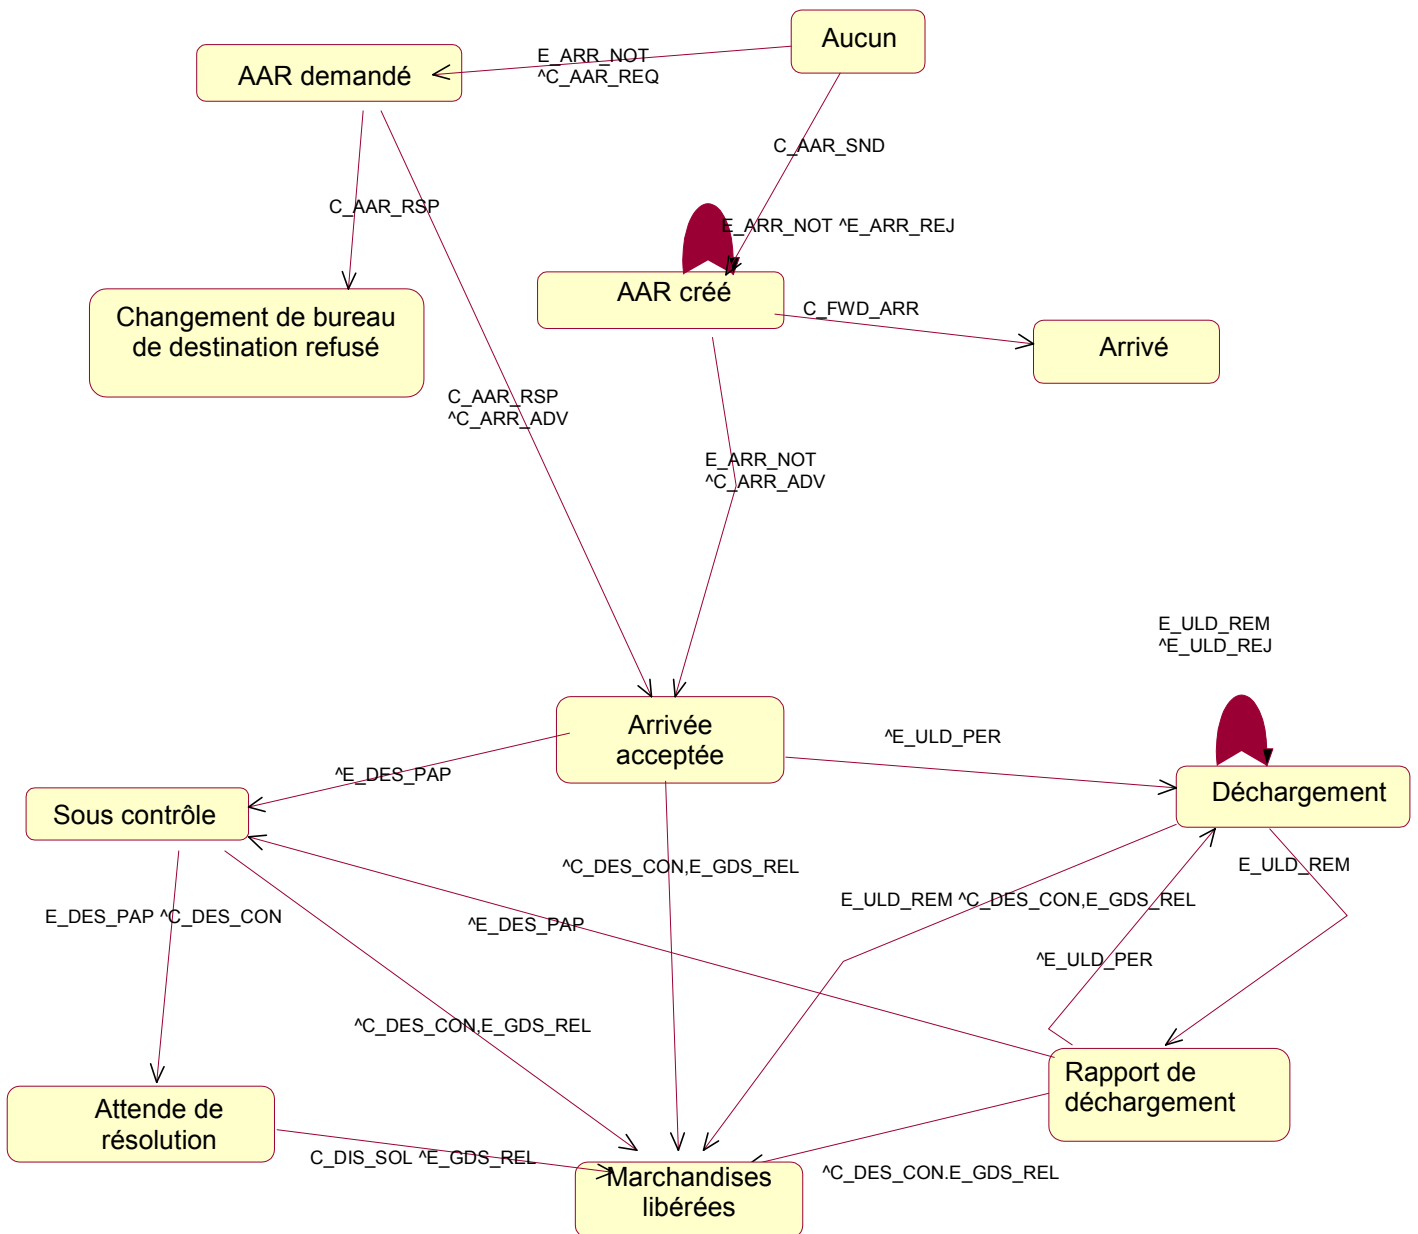 Aucun
E_ARR_NOT
^C_AAR_REQ
AAR demandé
C_AAR_SND
C_AAR_RSP
E_ARR_NOT ^E_ARR_REJ
AAR créé
C_FWD_ARR
Changement de bureau
de destination refusé
Arrivé
C_AAR_RSP
^C_ARR_ADV
E_ARR_NOT
^C_ARR_ADV
E_ULD_REM
^E_ULD_REJ
Arrivée
acceptée
^E_ULD_PER
^E_DES_PAP
Déchargement
Sous contrôle
^C_DES_CON,E_GDS_REL
E_ULD_REM
E_ULD_REM ^C_DES_CON,E_GDS_REL
E_DES_PAP ^C_DES_CON
^E_DES_PAP
^E_ULD_PER
^C_DES_CON,E_GDS_REL
Rapport de
déchargement
Attende de
résolution
C_DIS_SOL ^E_GDS_REL
^C_DES_CON.E_GDS_REL
Marchandises
libérées